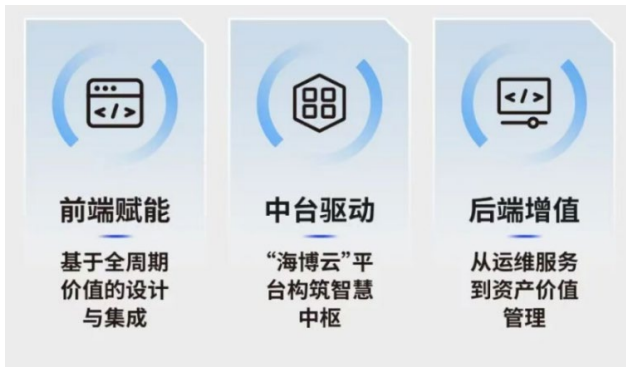 前端赋能
基于全周期
价值的设计
与集成
中台驱动
“海博云”平
台构筑智慧
中枢
后端增值
从运维服务
到资产价值
管理